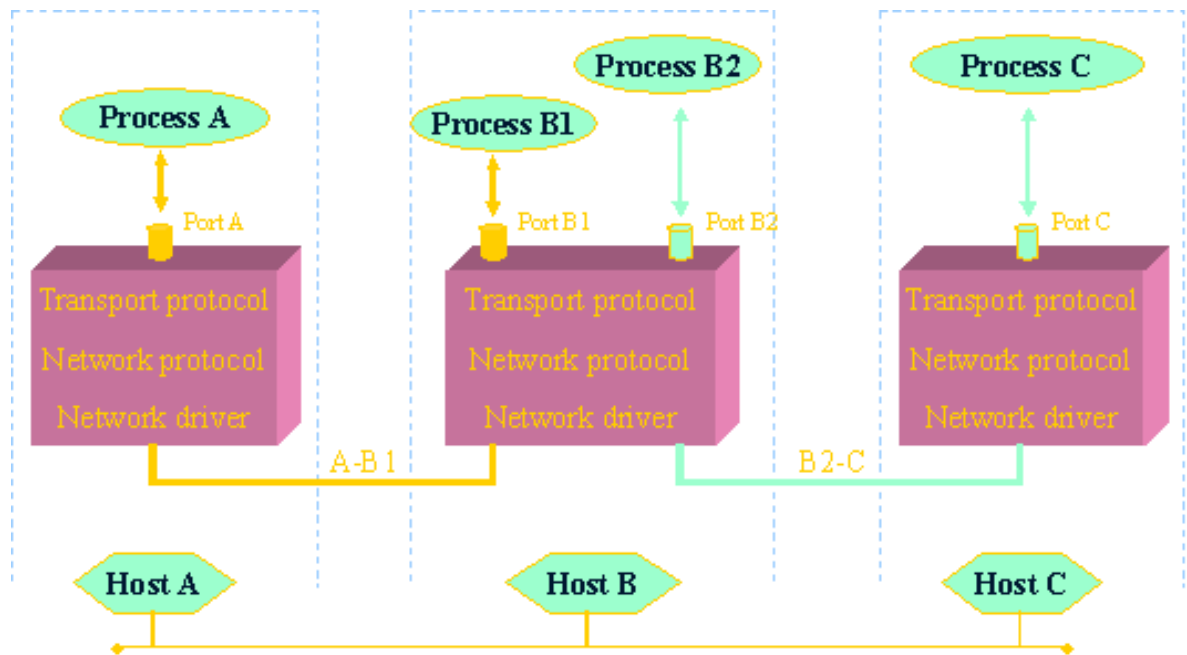 Process A
Process B1
Process B2
Process C
Port A
Port B1
Port B2
Port C
Transport protocol
Network protocol
Network driver
Transport protocol
Network protocol
Network driver
Transport protocol
Network protocol
Network driver
A-B1
B2-C
Host A
Host B
Host C